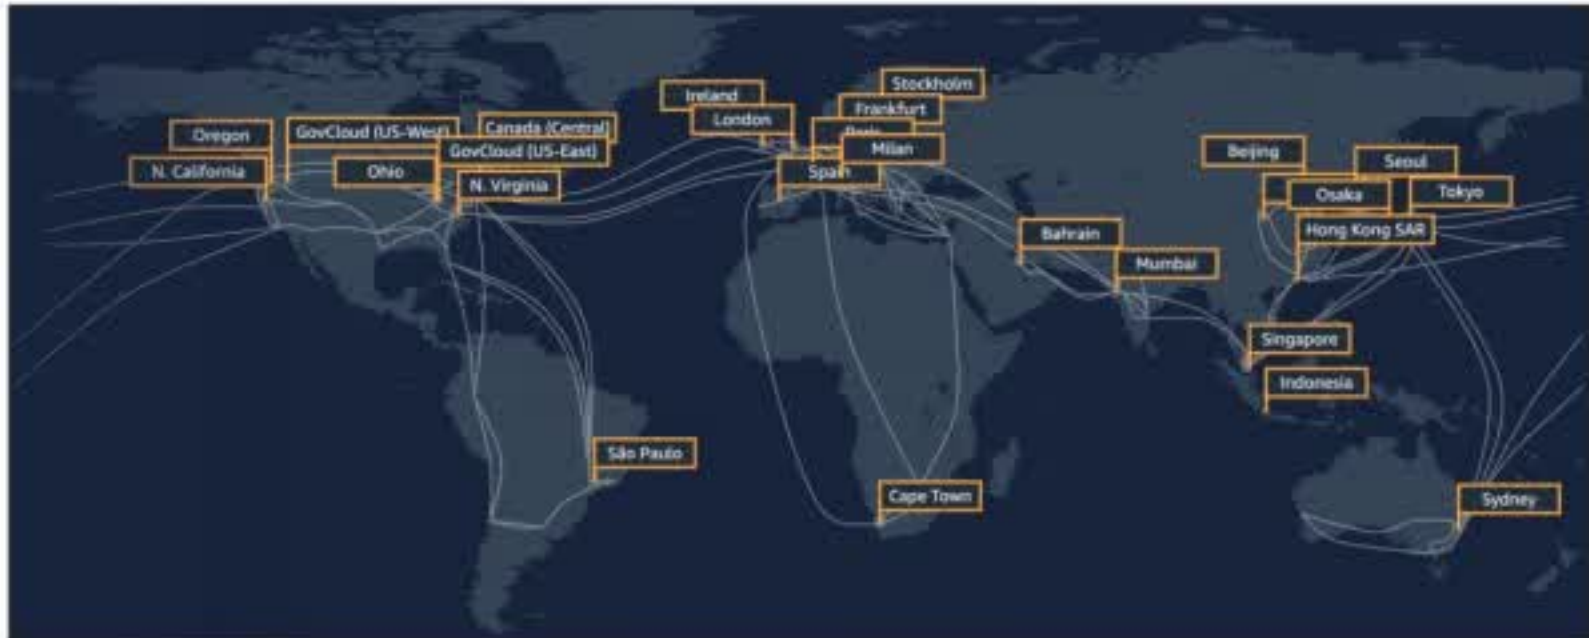 Stockholm
Ireland
Frankfurt
London
Paris
Milan
Spain
Oregon
GovCloud (US-West)
Canada (Central)
GovCloud (US-East)
N. California
Ohio
N. Virginia
Beijing
Seoul
Osaka
Tokyo
Hong Kong SAR
Bahrain
Mumbai
Singapore
Indonesia
São Paulo
Cape Town
Sydney